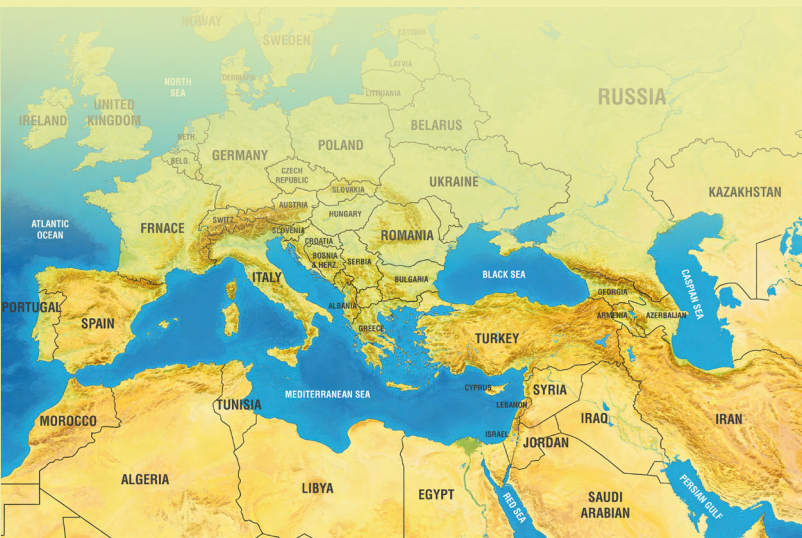 NOWAY
SWEDEN
ESTONIA
LATVIA
LITHUANIA
DENMARK
NORTH
SEA
RUSSIA
IRELAND
UNITED
KINGDOM
NETH.
BELG.
GERMANY
POLAND
BELARUS
CZECH
REPUBLIC
UKRAINE
SLOVAKIA
KAZAKHSTAN
AUSTRIA
HUNGARY
SWITZ.
FRNACE
ATLANTIC
OCEAN
SLOVENIA
CROATIA
ROMANIA
BOSNIA
& HERZ.
SERBIA
ITALY
BULGARIA
BLACK SEA
CASPIAN SEA
GEORGIA
PORTUGAL
SPAIN
ALBANIA
GREECE
ARMENIA
AZERBAIJAN
TURKEY
CYPRUS
SYRIA
MEDITERRANEAN SEA
LEBANON
TUNISIA
MOROCCO
IRAQ
IRAN
ISRAEL
JORDAN
ALGERIA
LIBYA
EGYPT
RED SEA
SAUDI
ARABIAN
PERSIAN GULF